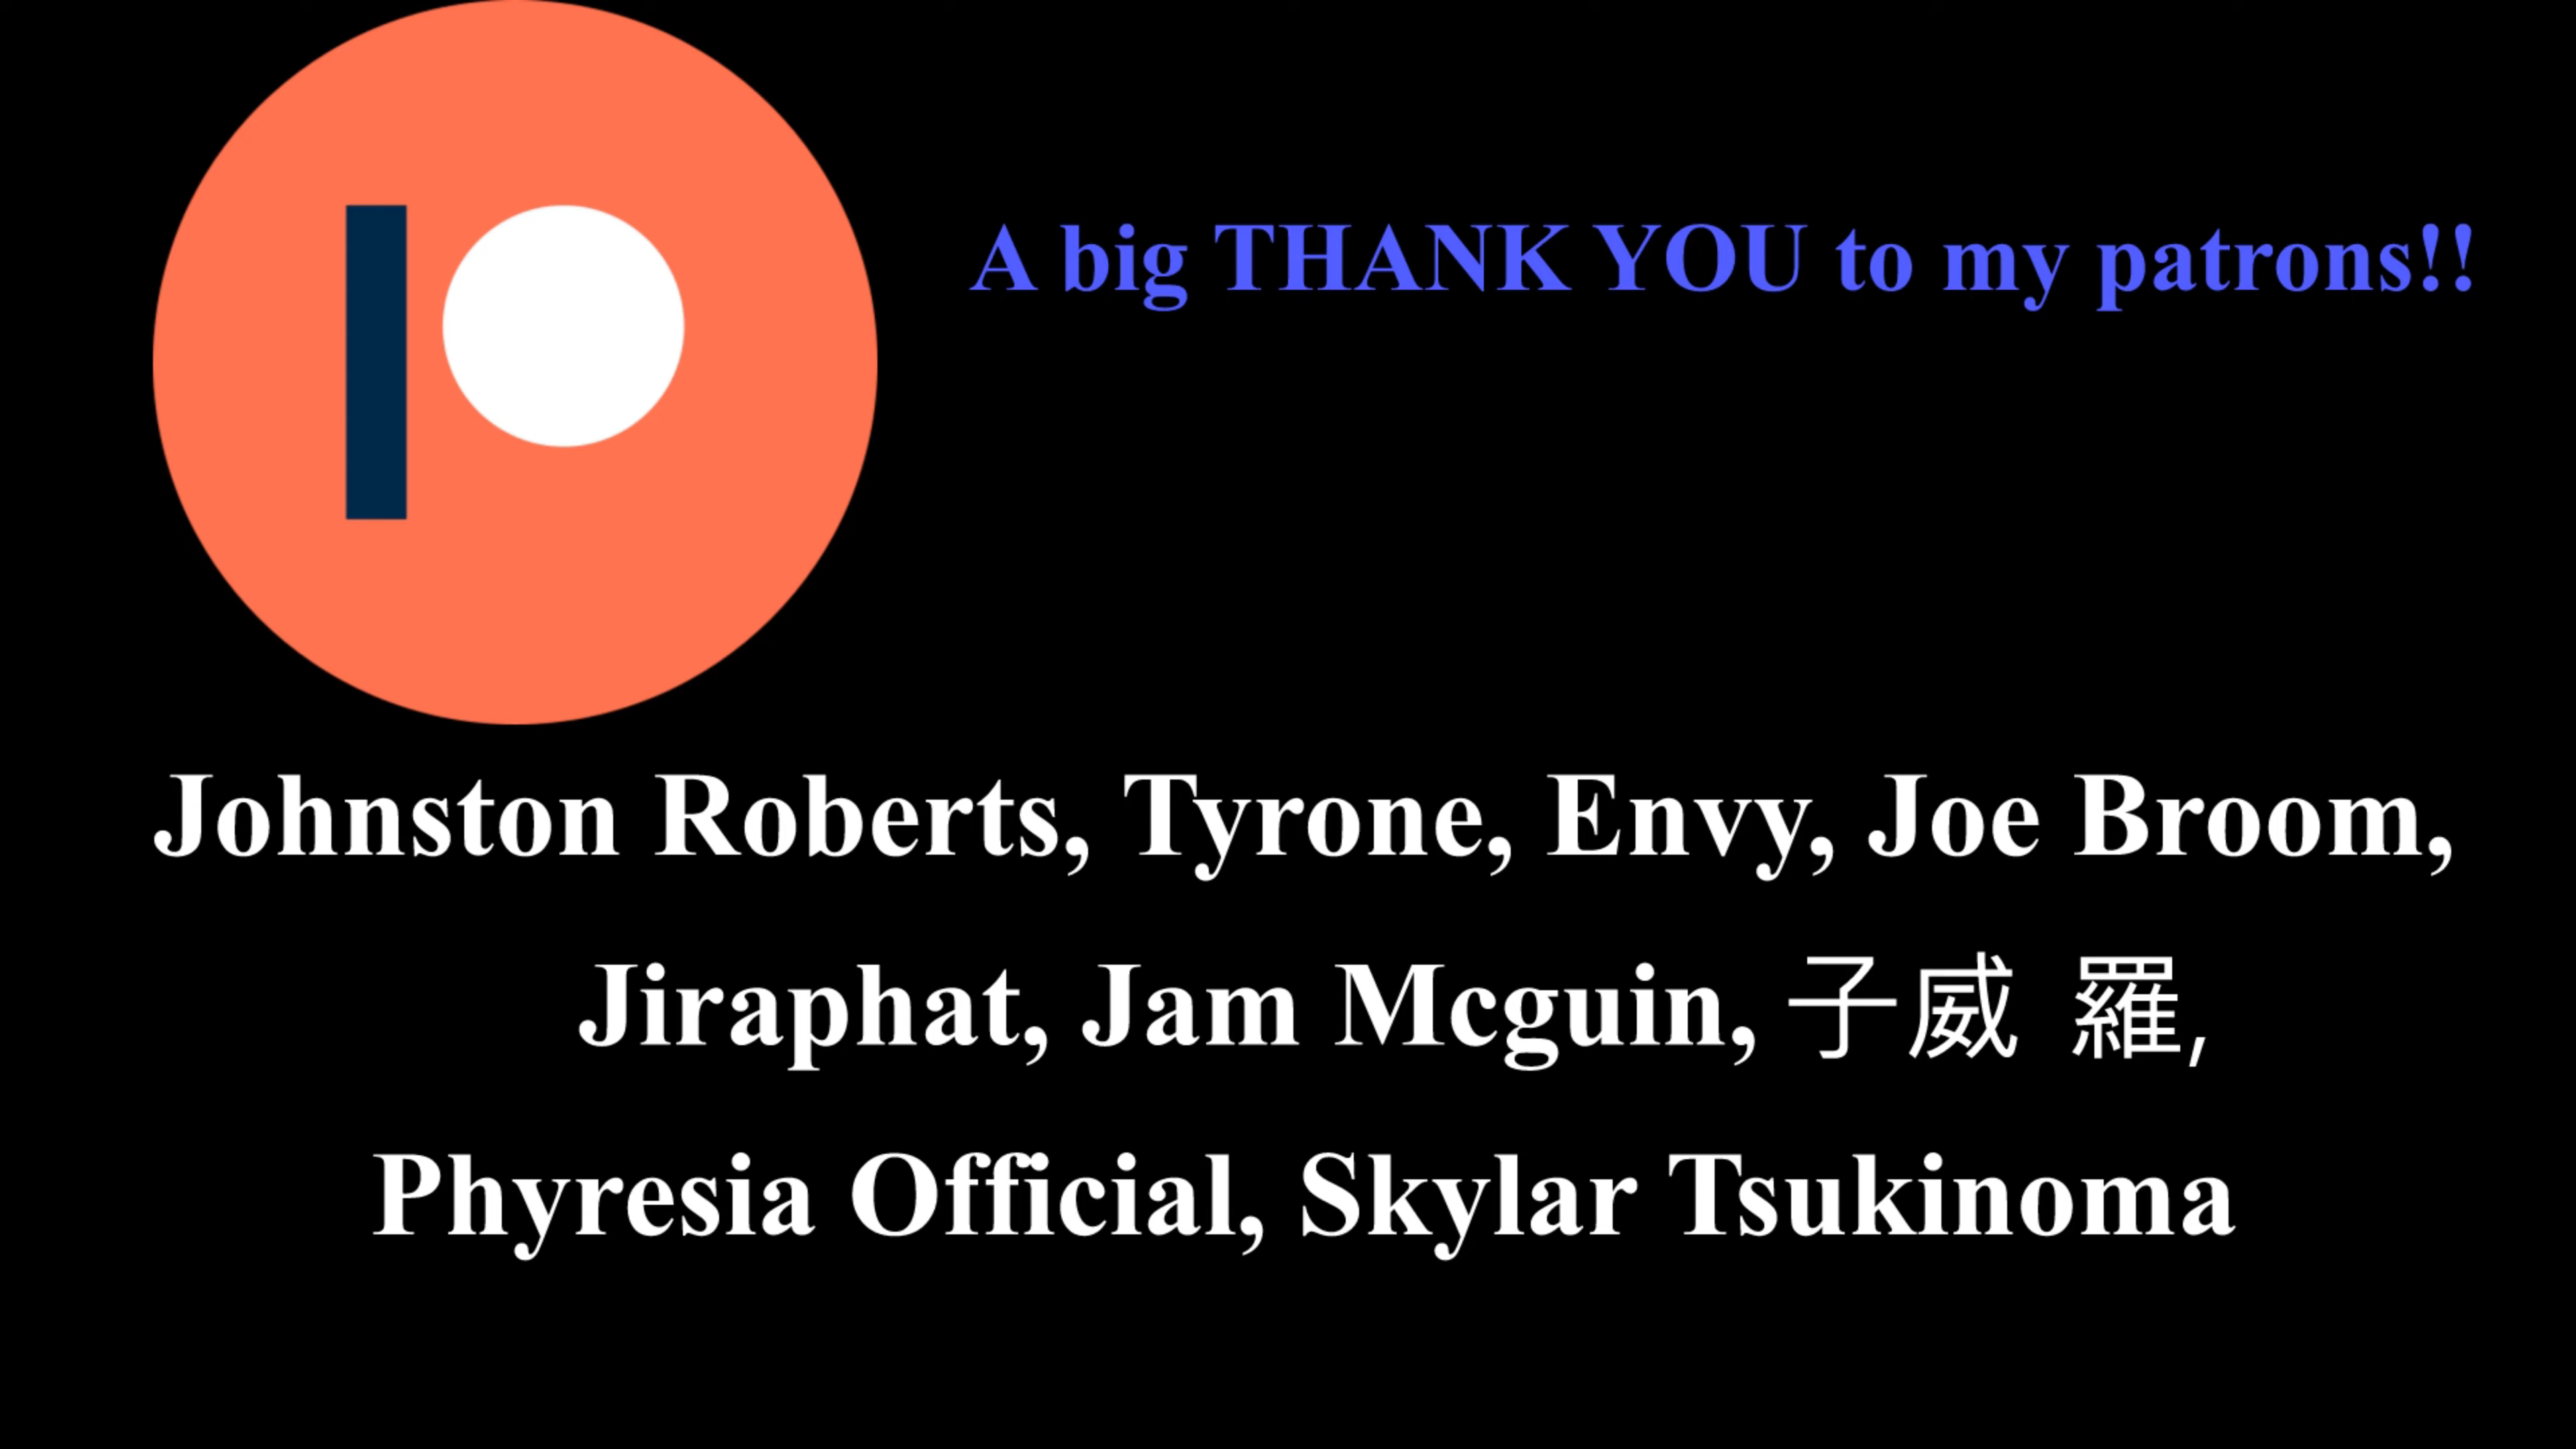 A big THANK YOU to my patrons!!
Johnston Roberts, Tyrone, Envy, Joe Broom,
Jiraphat, Jam Mcguin, 子威 羅,
Phyresia Official, Skylar Tsukinoma